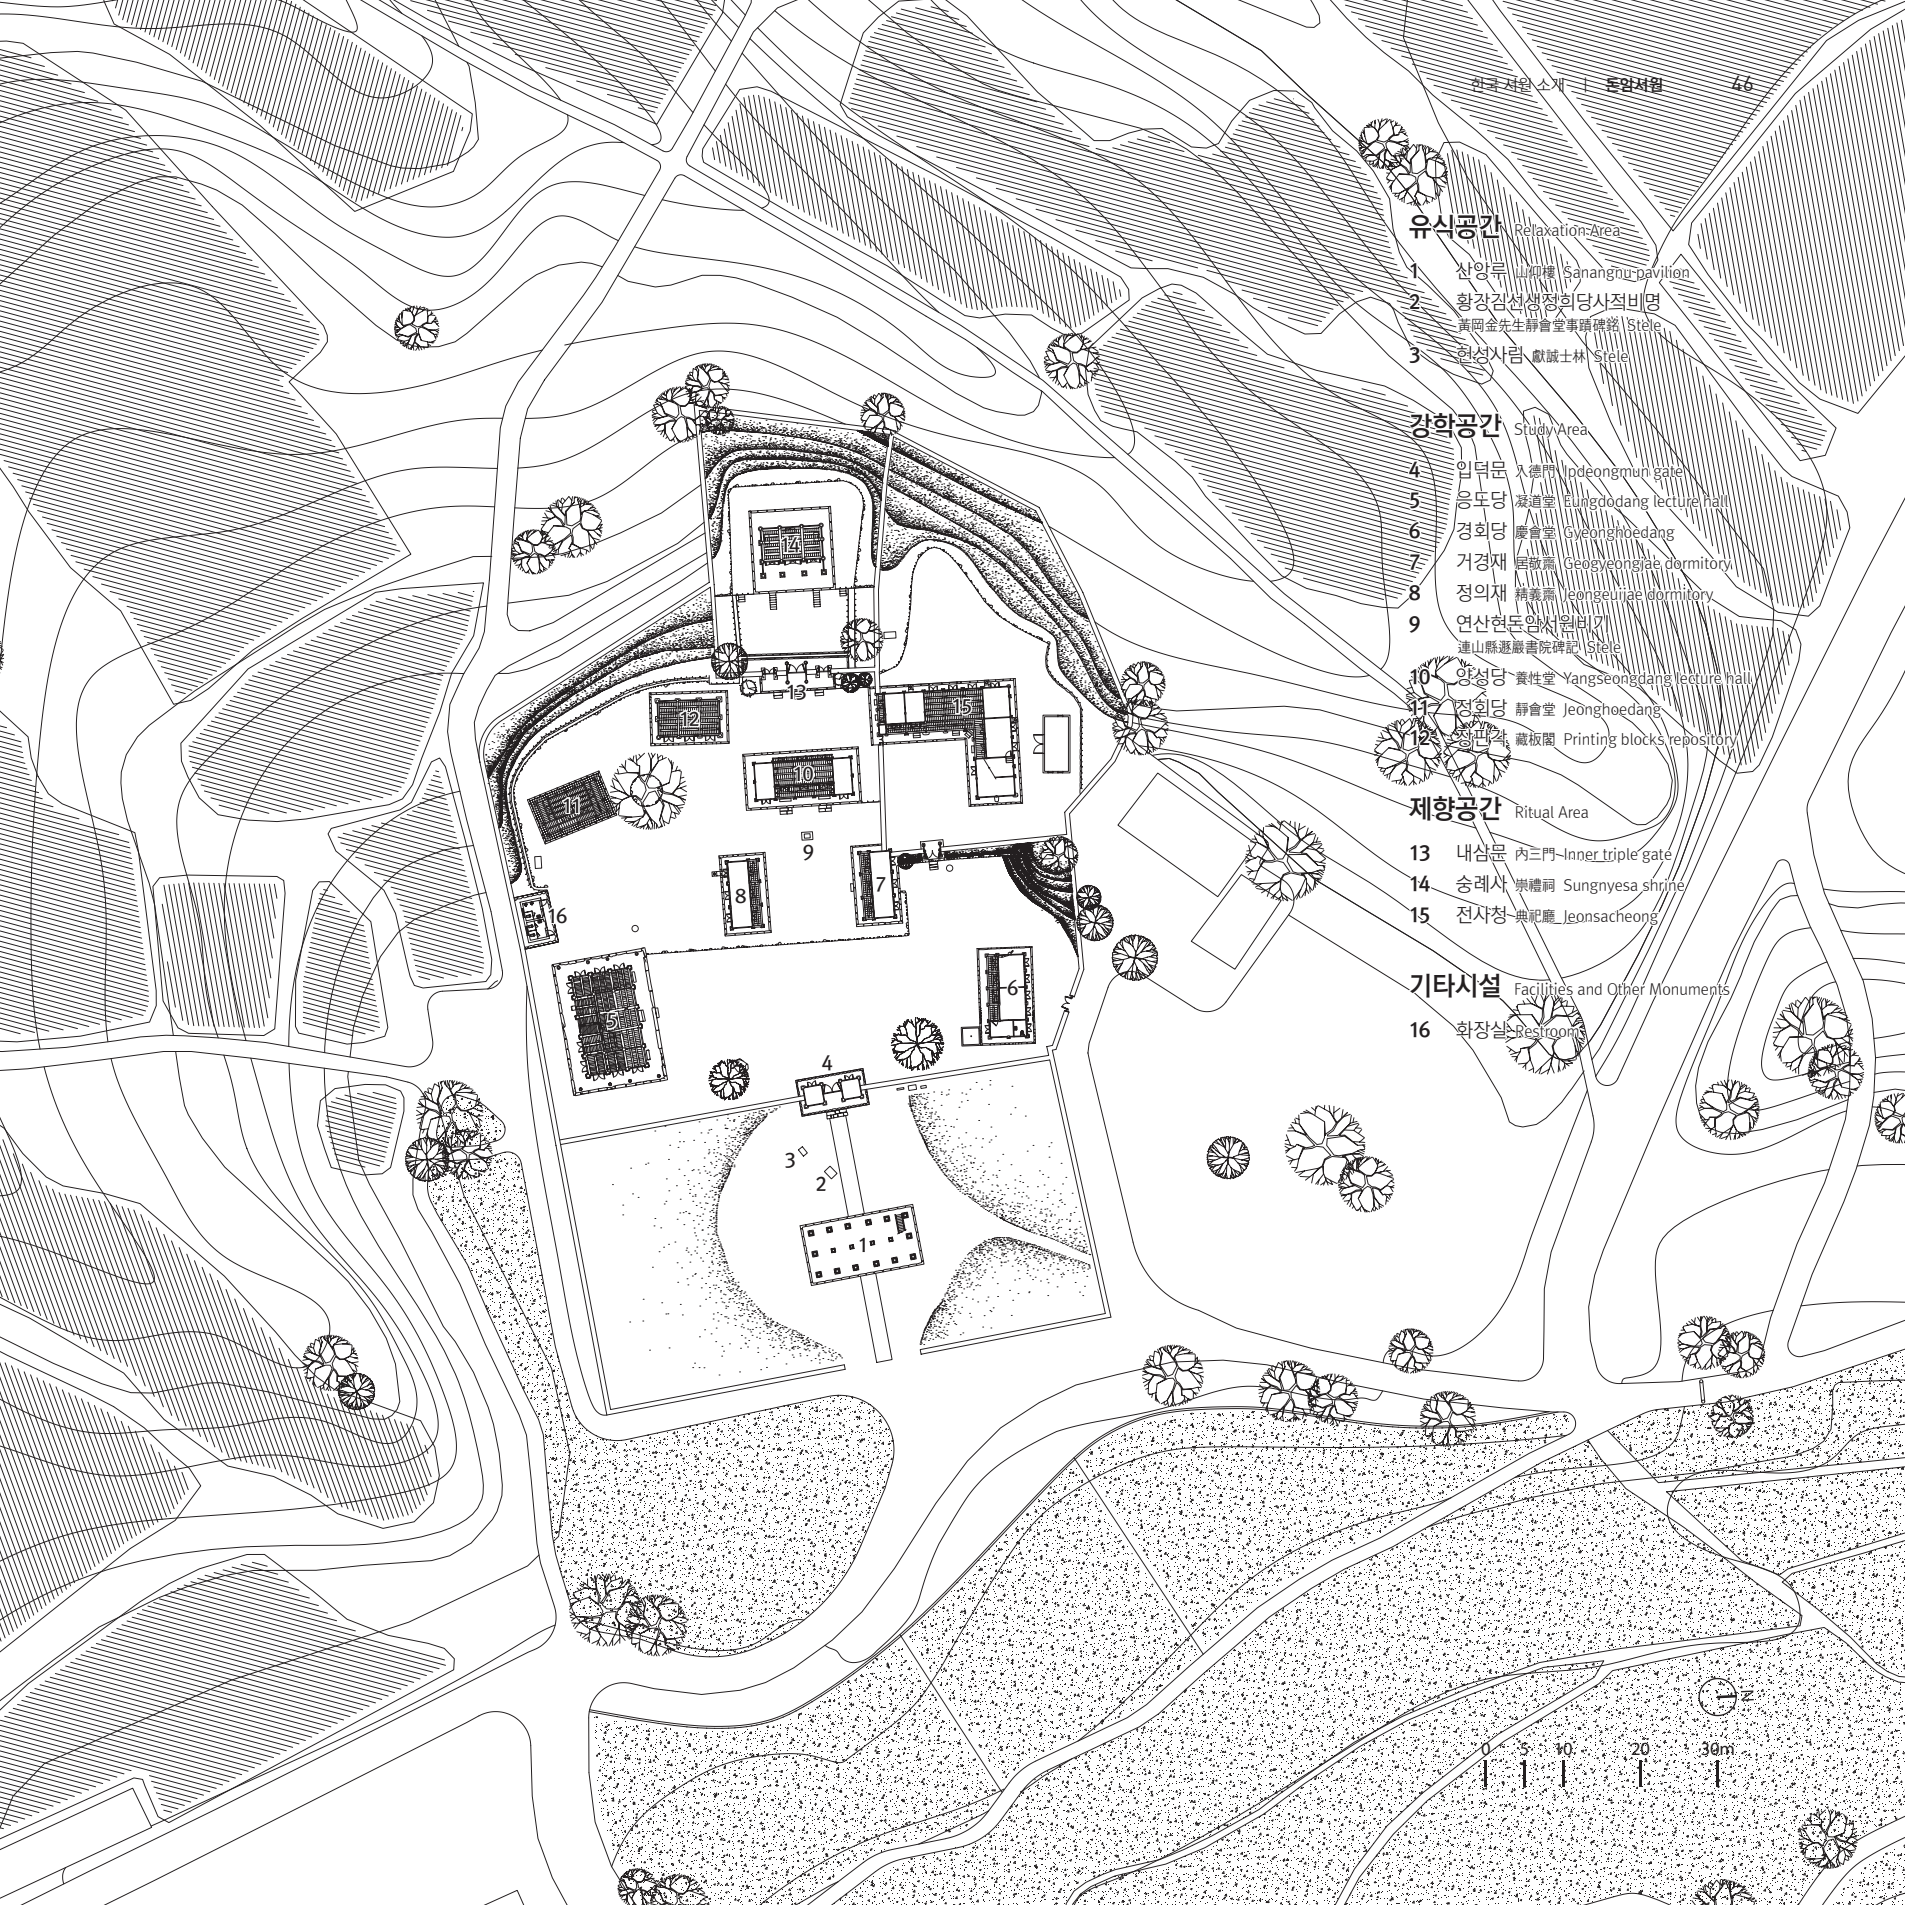 한국 서원 소개 | 돈암서원 46
유식공간 Relaxation Area
1 산앙루 山仰樓 Sanangnu pavilion
2 황강김선생정회당사적비명
黃岡金先生靜會堂事蹟碑銘 Stele
3 헌성사림 獻誠士林 Stele
강학공간 Study Area
4 입덕문 入德門 Ipdeongmun gate
5 응도당 凝道堂 Eungdodang lecture hall
6 경회당 慶會堂 Gyeonghoedang
7 거경재 居敬齋 Geogyeongjae dormitory
8 정의재 精義齋 Jeongeuijae dormitory
9 연산현돈암서원비기
連山縣遯巖書院碑記 Stele
10 양성당 養性堂 Yangseongdang lecture hall
11 정회당 靜會堂 Jeonghoedang
12 장판각 藏板閣 Printing blocks repository
제향공간 Ritual Area
13 내삼문 內三門 Inner triple gate
14 숭례사 崇禮祠 Sungnyesa shrine
15 전사청 典祀廳 Jeonsacheong
기타시설 Facilities and Other Monuments
16 화장실 Restroom
14
13
12
15
10
11
9
8
7
16
6
5
4
3
2
1
N
0 5 10 20 30m